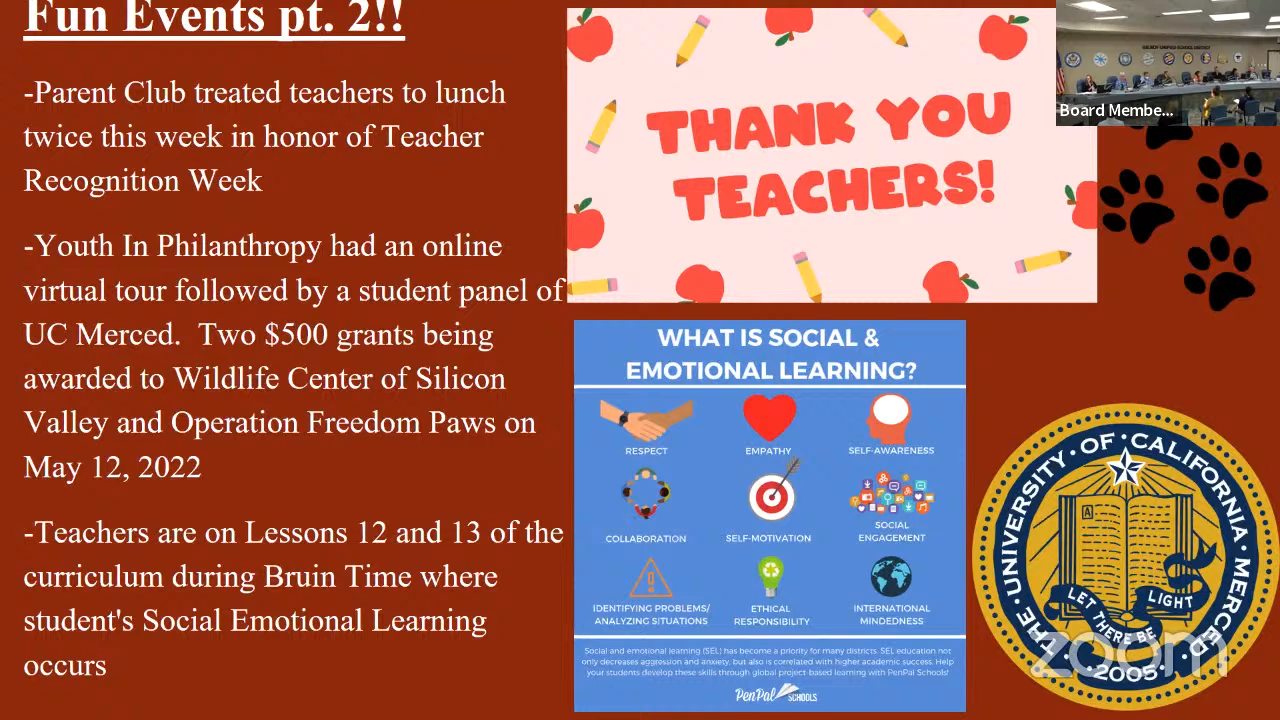 Fun Events pt. 2!!
-Parent Club treated teachers to lunch
twice this week in honor of Teacher
Recognition Week
-Youth In Philanthropy had an online
virtual tour followed by a student panel of
UC Merced.  Two $500 grants being
awarded to Wildlife Center of Silicon
Valley and Operation Freedom Paws on
May 12, 2022
-Teachers are on Lessons 12 and 13 of the
curriculum during Bruin Time where
student's Social Emotional Learning
occurs
THANK YOU
TEACHERS!
Board Membe...
WHAT IS SOCIAL &
EMOTIONAL LEARNING?
RESPECT
EMPATHY
SELF-AWARENESS
COLLABORATION
SELF-MOTIVATION
SOCIAL
ENGAGEMENT
IDENTIFYING PROBLEMS/
ANALYZING SITUATIONS
ETHICAL
RESPONSIBILITY
INTERNATIONAL
MINDEDNESS
Social and emotional learning (SEL) has become a priority for many districts. SEL education not
only decreases aggression and anxiety, but also is correlated with higher academic success. Help
your students develop these skills through global project-based learning with PenPal Schools!
PenPal SCHOOLS
THE · UNIVERSITY · OF · CALIFORNIA · MERCED
A
LET THERE BE LIGHT
· 2005 ·
zoom